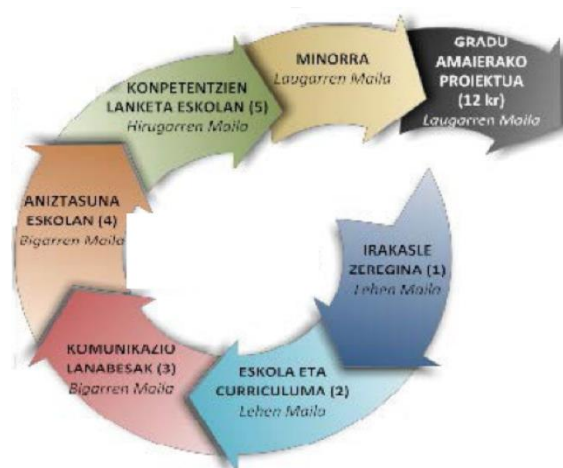 MINORRA
Laugarren Maila
GRADU
AMAIERAKO
PROIEKTUA
(12 kr)
Laugarren Maila
KONPETENTZIEN
LANKETA ESKOLAN (5)
Hirugarren Maila
ANIZTASUNA
ESKOLAN (4)
Bigarren Maila
IRAKASLE
ZEREGINA (1)
Lehen Maila
KOMUNIKAZIO
LANABESAK (3)
Bigarren Maila
ESKOLA ETA
CURRICULUMA (2)
Lehen Maila